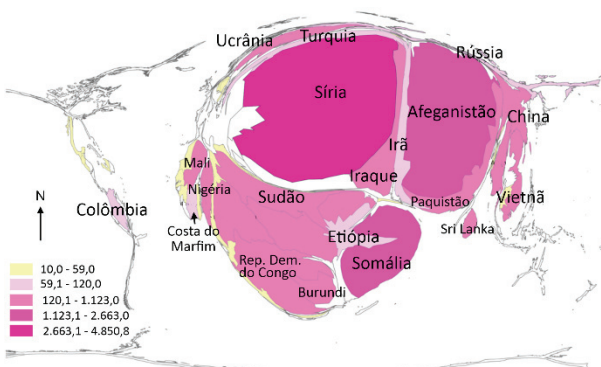 Ucrânia
Turquia
Rússia
Síria
Afeganistão
China
Irã
Iraque
Mali
Nigéria
Sudão
Paquistão
Vietnã
Sri Lanka
N
Colômbia
Costa do
Marfim
Etiópia
Somália
Rep. Dem.
do Congo
Burundi
10,0 - 59,0
59,1 - 120,0
120,1 - 1.123,0
1.123,1 - 2.663,0
2.663,1 - 4.850,8